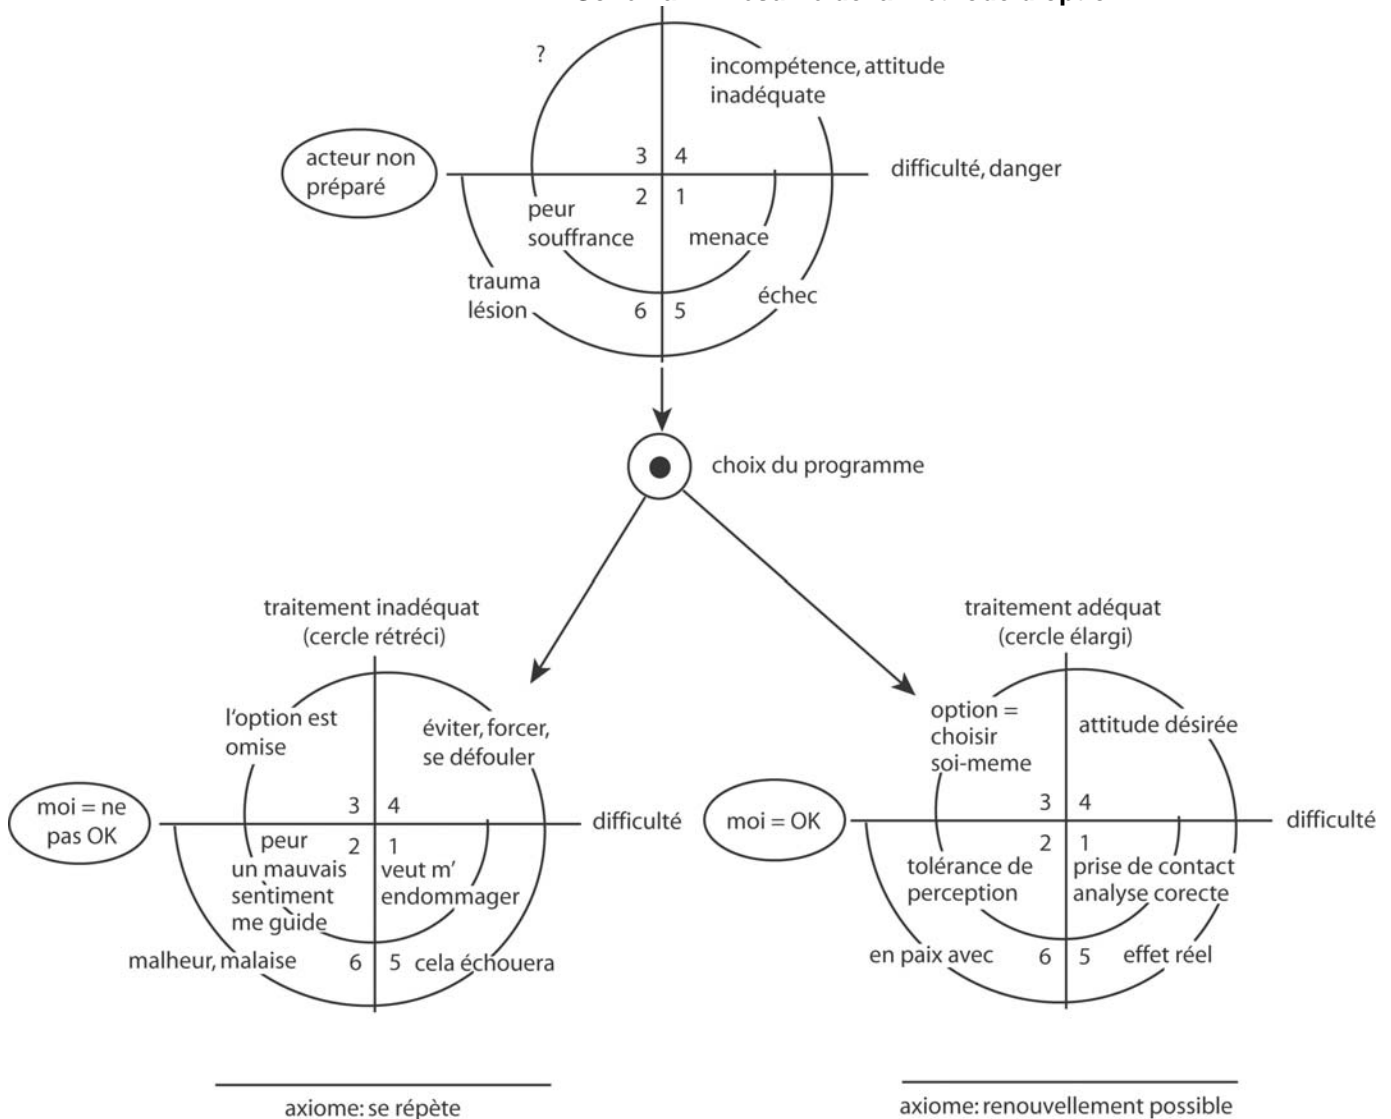 ?
incompétence, attitude
inadéquate
acteur non
préparé
3
4
difficulté, danger
2
1
peur
souffrance
menace
trauma
lésion
échec
6
5
choix du programme
traitement inadéquat
(cercle rétréci)
l'option est
omise
éviter, forcer,
se défouler
moi = ne
pas OK
3
4
difficulté
peur
un mauvais
sentiment
me guide
2
1
veut m'
endommager
malheur, malaise
6
5
cela échouera
axiome: se répète
traitement adéquat
(cercle élargi)
option =
choisir
soi-meme
attitude désirée
moi = OK
3
4
difficulté
2
1
tolérance de
perception
prise de contact
analyse corecte
en paix avec
6
5
effet réel
axiome: renouvellement possible